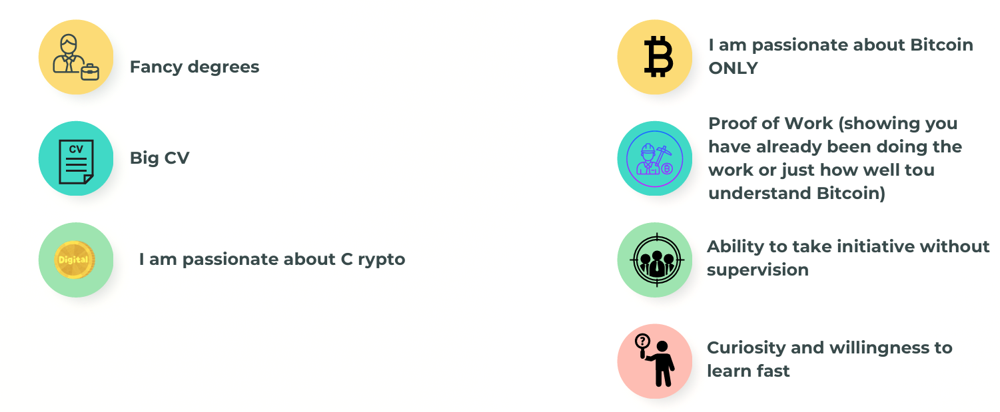 Fancy degrees
CV
Big CV
Digital
I am passionate about C rypto
I am passionate about Bitcoin
ONLY
Proof of Work (showing you
have already been doing the
work or just how well tou
understand Bitcoin)
Ability to take initiative without
supervision
?
Curiosity and willingness to
learn fast